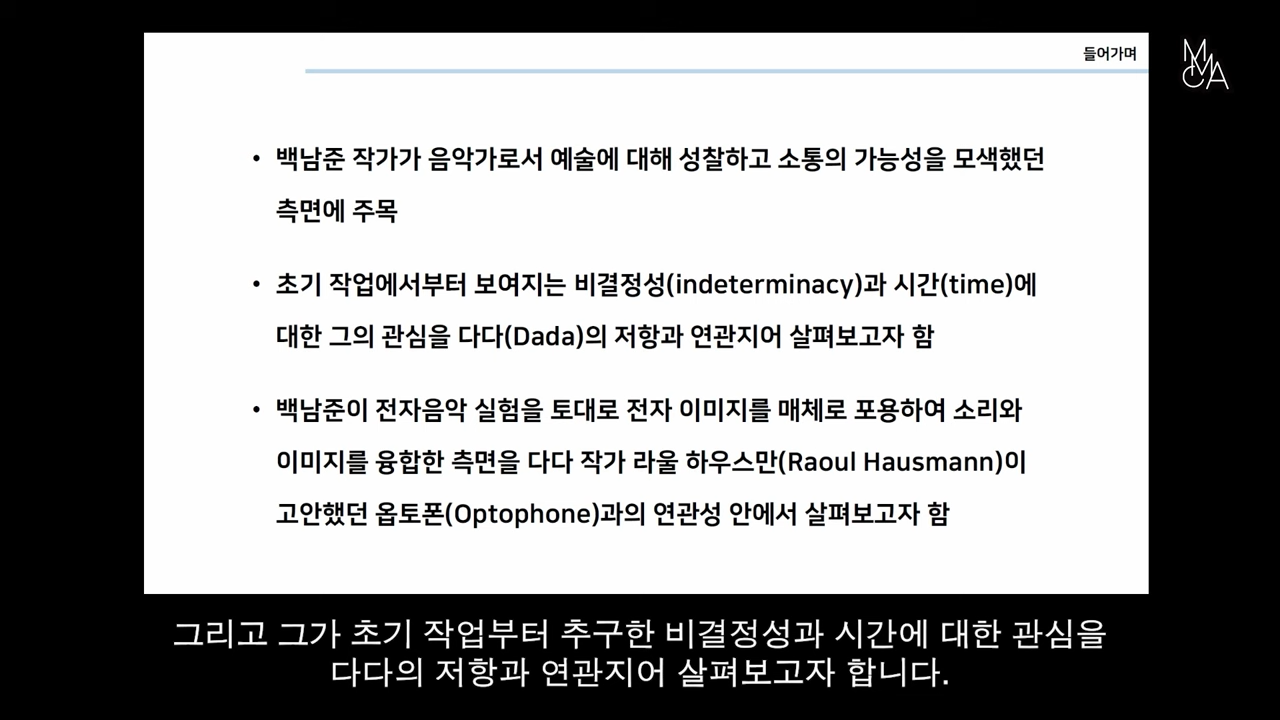 들어가며
MMCA
• 백남준 작가가 음악가로서 예술에 대해 성찰하고 소통의 가능성을 모색했던
측면에 주목
• 초기 작업에서부터 보여지는 비결정성(indeterminacy)과 시간(time)에
대한 그의 관심을 다다(Dada)의 저항과 연관지어 살펴보고자 함
• 백남준이 전자음악 실험을 토대로 전자 이미지를 매체로 포용하여 소리와
이미지를 융합한 측면을 다다 작가 라울 하우스만(Raoul Hausmann)이
고안했던 옵토폰(Optophone)과의 연관성 안에서 살펴보고자 함
그리고 그가 초기 작업부터 추구한 비결정성과 시간에 대한 관심을
다다의 저항과 연관지어 살펴보고자 합니다.